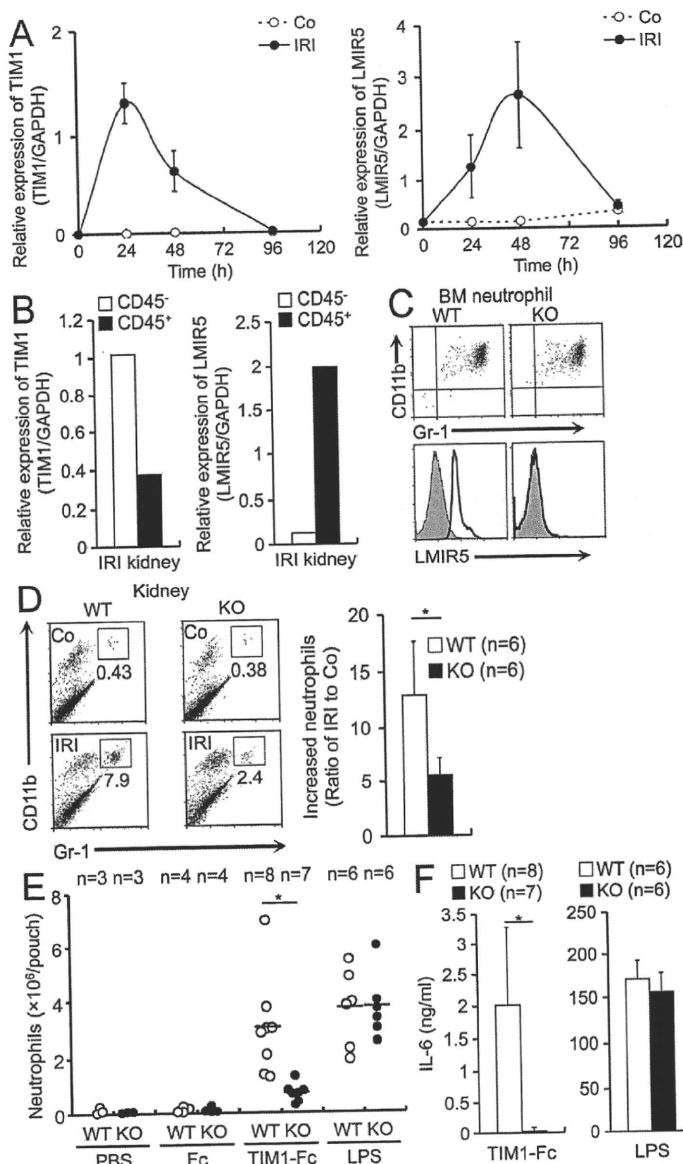 A
Co
IRI
Relative expression of TIM1
(TIM1/GAPDH)
2
1
0
0 24 48 72 96 120
Time (h)
Co
IRI
Relative expression of LMIR5
(LMIR5/GAPDH)
4
3
2
1
0
0 24 48 72 96 120
Time (h)
B
CD45-
CD45+
Relative expression of TIM1
(TIM1/GAPDH)
1.2
1
0.8
0.6
0.4
0.2
0
IRI kidney
CD45-
CD45+
Relative expression of LMIR5
(LMIR5/GAPDH)
2.5
2
1.5
1
0.5
0
IRI kidney
C
BM neutrophil
WT KO
CD11b
Gr-1
LMIR5
D
Kidney
WT KO
Co
0.43
Co
0.38
IRI
7.9
IRI
2.4
CD11b
Gr-1
Increased neutrophils
(Ratio of IRI to Co)
20
15
10
5
0
*
WT (n=6)
KO (n=6)
E
n=3 n=3 n=4 n=4 n=8 n=7 n=6 n=6
Neutrophils (×10⁶/pouch)
8
6
4
2
0
*
WT KO WT KO WT KO WT KO
PBS Fc TIM1-Fc LPS
F
WT (n=8)
KO (n=7)
IL-6 (ng/ml)
3.5
3
2.5
2
1.5
1
0.5
0
*
TIM1-Fc
WT (n=6)
KO (n=6)
250
200
150
100
50
0
LPS